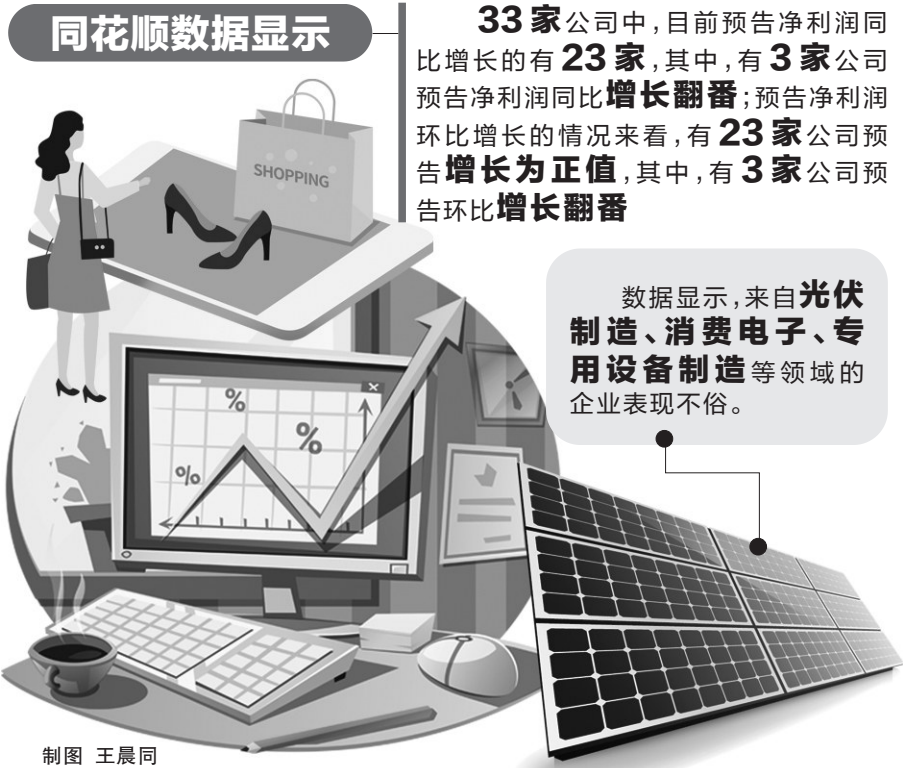 同花顺数据显示
33家公司中,目前预告净利润同
比增长的有23家,其中,有3家公司
预告净利润同比增长翻番;预告净利润
环比增长的情况来看,有23家公司预
告增长为正值,其中,有3家公司预
告环比增长翻番
SHOPPING
数据显示,来自光伏
制造、消费电子、专
用设备制造等领域的
企业表现不俗。
%
%
%
制图 王晨同